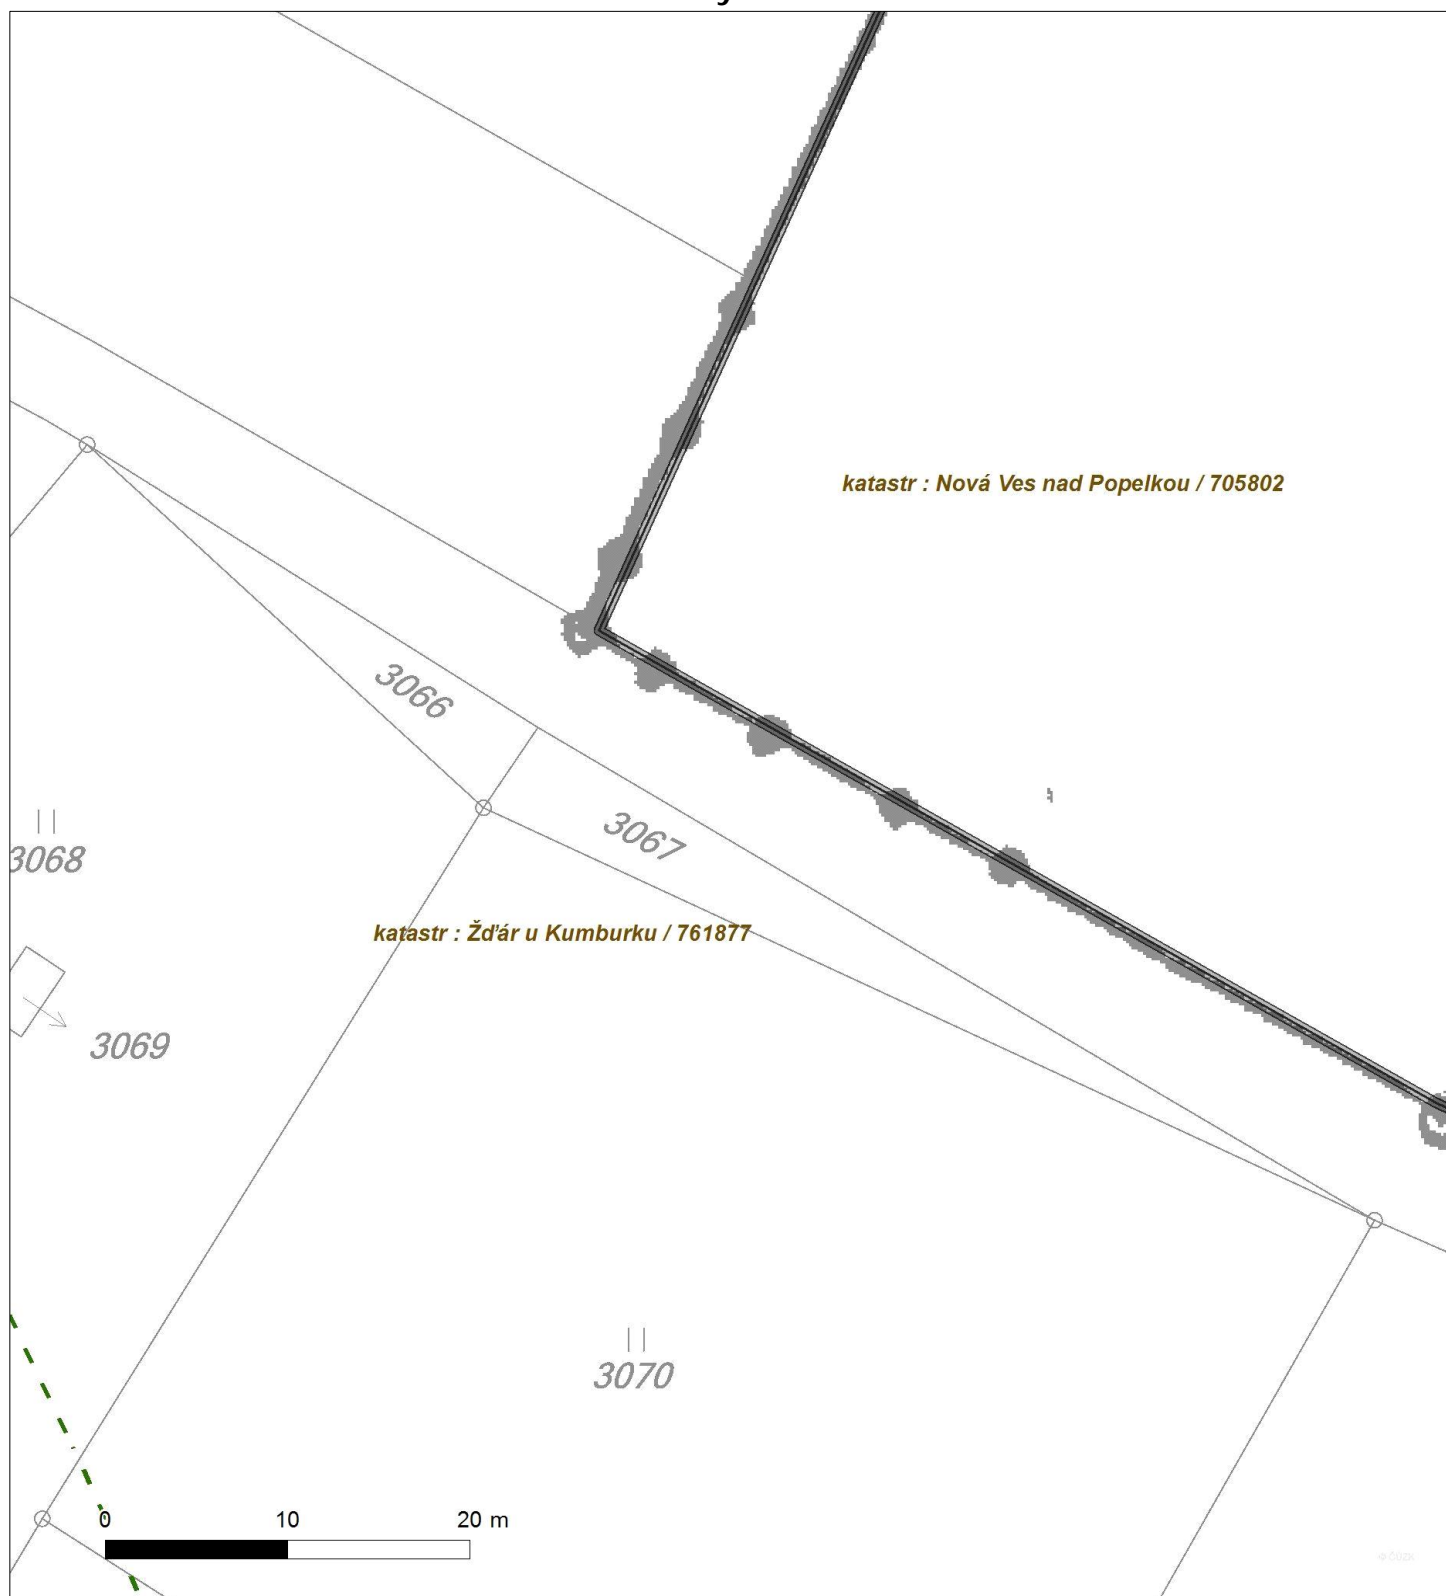 katastr : Nová Ves nad Popelkou / 705802
3066
3067
3068
katastr : Žďár u Kumburku / 761877
3069
3070
0 10 20 m